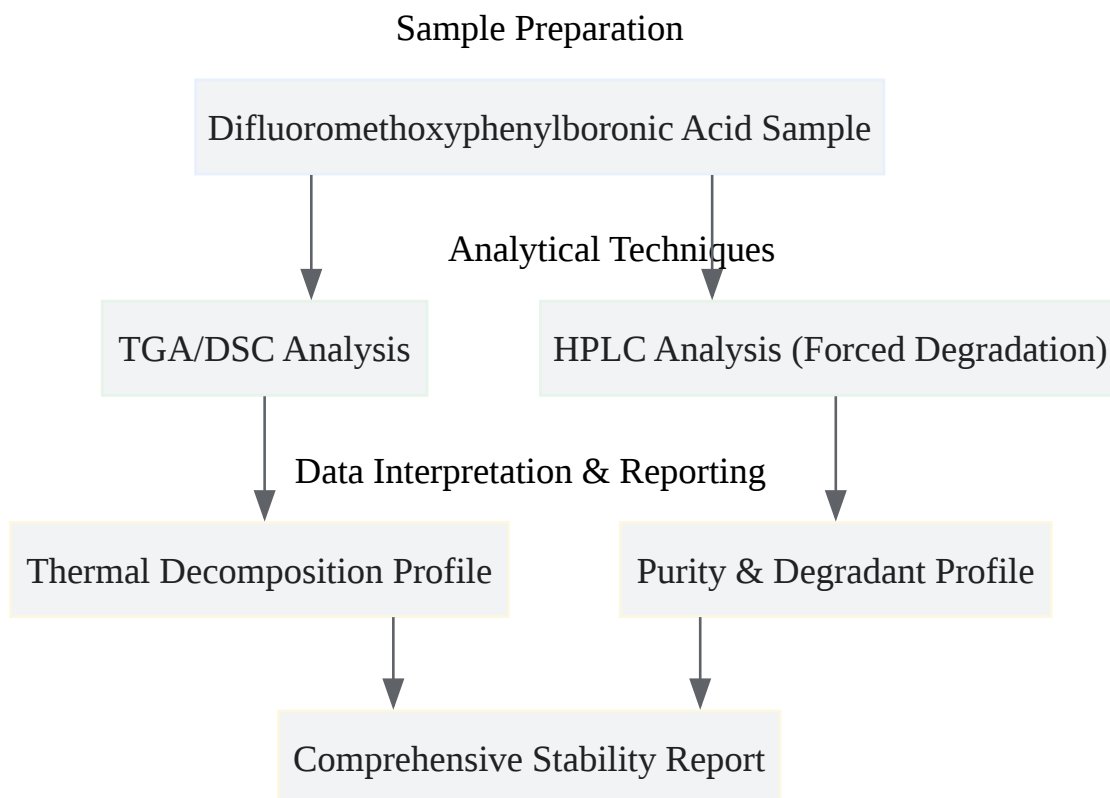 Sample Preparation
Difluoromethoxyphenylboronic Acid Sample
Analytical Techniques
TGA/DSC Analysis
HPLC Analysis (Forced Degradation)
Data Interpretation & Reporting
Thermal Decomposition Profile
Purity & Degradant Profile
Comprehensive Stability Report